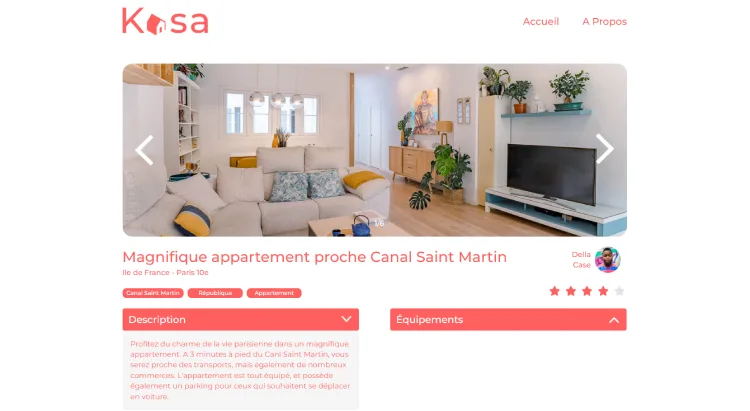 Kasa
Accueil A Propos
1/6
Magnifique appartement proche Canal Saint Martin
Ile de France - Paris 10e
Della
Case
Canal Saint Martin République Appartement
Description
Profitez du charme de la vie parisienne dans un magnifique
appartement. A 3 minutes à pied du Canl Saint Martin, vous
serez proche des transports, mais également de nombreux
commerces. L'appartement est tout équipé, et possède
également un parking pour ceux qui souhaitent se déplacer
en voiture.
Équipements